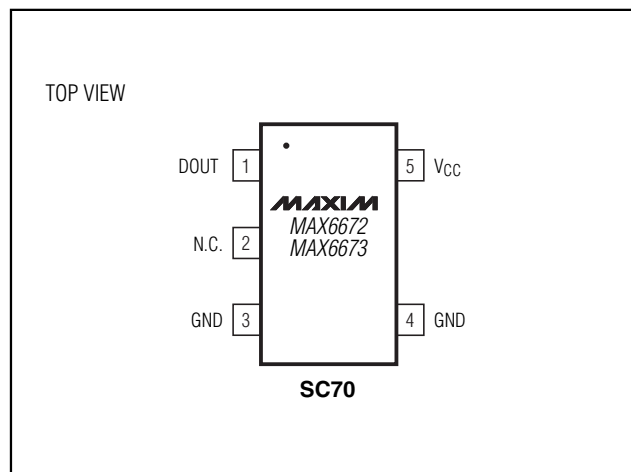 TOP VIEW
DOUT 1
5 VCC
MAXIM
MAX6672
MAX6673
N.C. 2
GND 3
4 GND
SC70